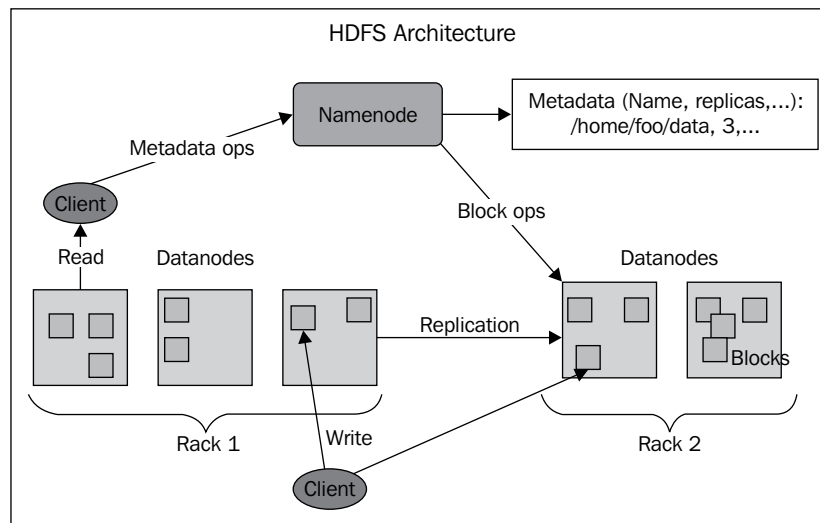 HDFS Architecture
Namenode
Metadata (Name, replicas,...):
/home/foo/data, 3,...
Metadata ops
Client
Block ops
Read
Datanodes
Datanodes
Replication
Blocks
Rack 1
Write
Rack 2
Client